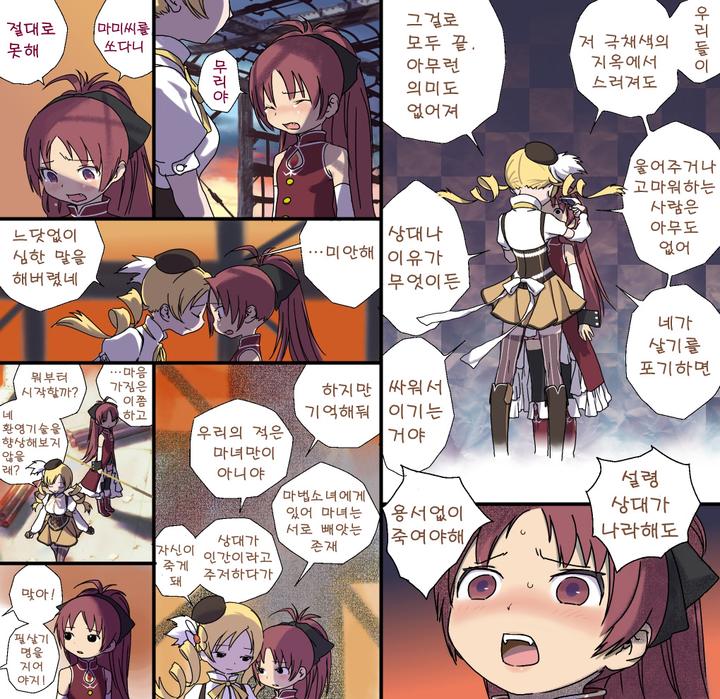 우리들이
저 극채색의
지옥에서
스러져도
울어주거나
고마워하는
사람은
아무도
없어
네가
살기를
포기하면
그걸로
모두 끝.
아무런
의미도
없어져
상대나
이유가
무엇이든
싸워서
이기는
거야
설령
상대가
나라해도
용서없이
죽여야해
무리야
마미씨를
쏘다니
절대로
못해
…미안해
느닷없이
심한 말을
해버렸네
하지만
기억해둬
우리의 적은
마녀만이
아니야
마법소녀에게
있어 마녀는
서로 빼앗는
존재
상대가
인간이라고
주저하다가
자신이
죽게
돼
…마음
가짐은
이쯤
하고
뭐부터
시작할까?
네
환영기술을
향상해보지
않을
래?
맞아!
필살기
명을 지어
야지!